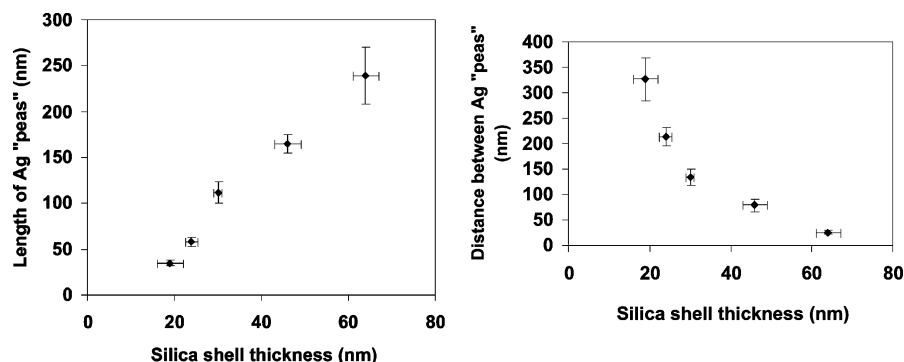 Length of Ag "peas" (nm)
300
250
200
150
100
50
0
0 20 40 60 80
Silica shell thickness (nm)
Distance between Ag "peas"
(nm)
400
350
300
250
200
150
100
50
0
0 20 40 60 80
Silica shell thickness (nm)